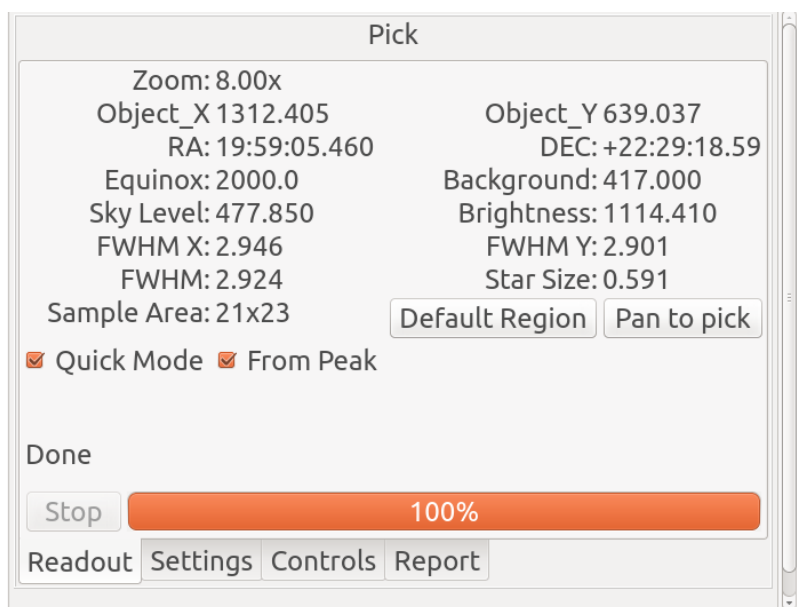 Pick
Zoom: 8.00x
Object_X 1312.405 Object_Y 639.037
RA: 19:59:05.460 DEC: +22:29:18.59
Equinox: 2000.0 Background: 417.000
Sky Level: 477.850 Brightness: 1114.410
FWHM X: 2.946 FWHM Y: 2.901
FWHM: 2.924 Star Size: 0.591
Sample Area: 21x23 Default Region Pan to pick
Quick Mode From Peak
Done
Stop 100%
Readout Settings Controls Report